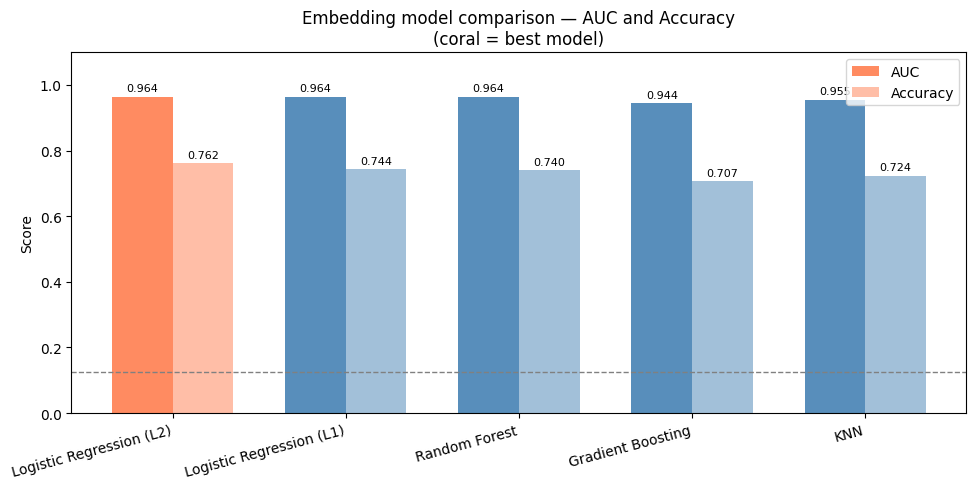 Embedding model comparison — AUC and Accuracy
(coral = best model)
AUC
Accuracy
Score
1.0
0.8
0.6
0.4
0.2
0.0
0.964
0.762
0.964
0.744
0.964
0.740
0.944
0.707
0.955
0.724
Logistic Regression (L2)
Logistic Regression (L1)
Random Forest
Gradient Boosting
KNN